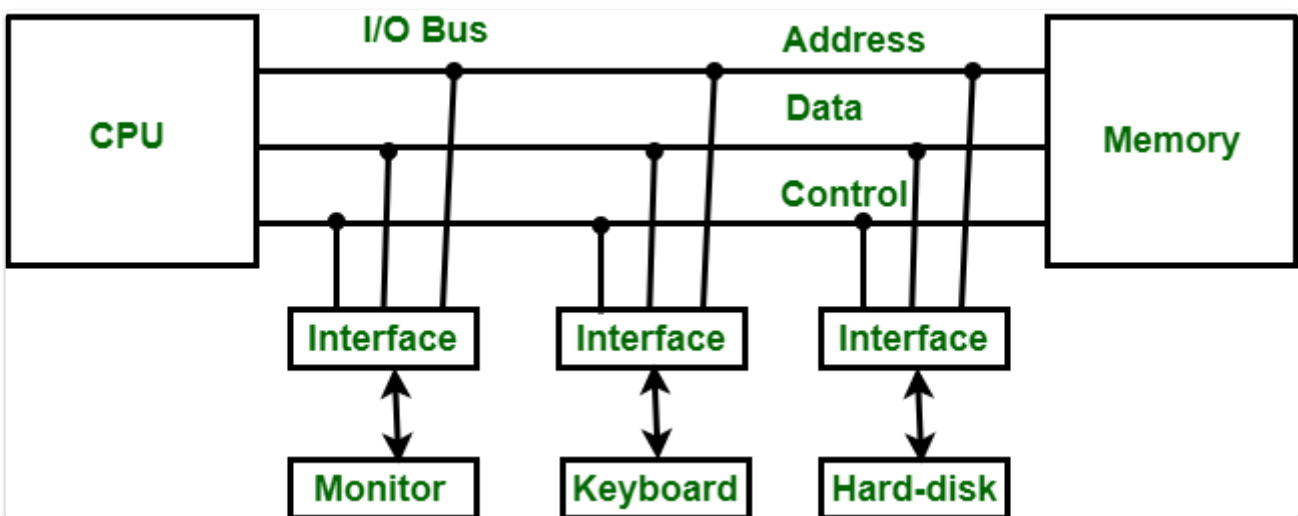 I/O Bus
Address
Data
CPU
Memory
Control
Interface
Interface
Interface
Monitor
Keyboard
Hard-disk